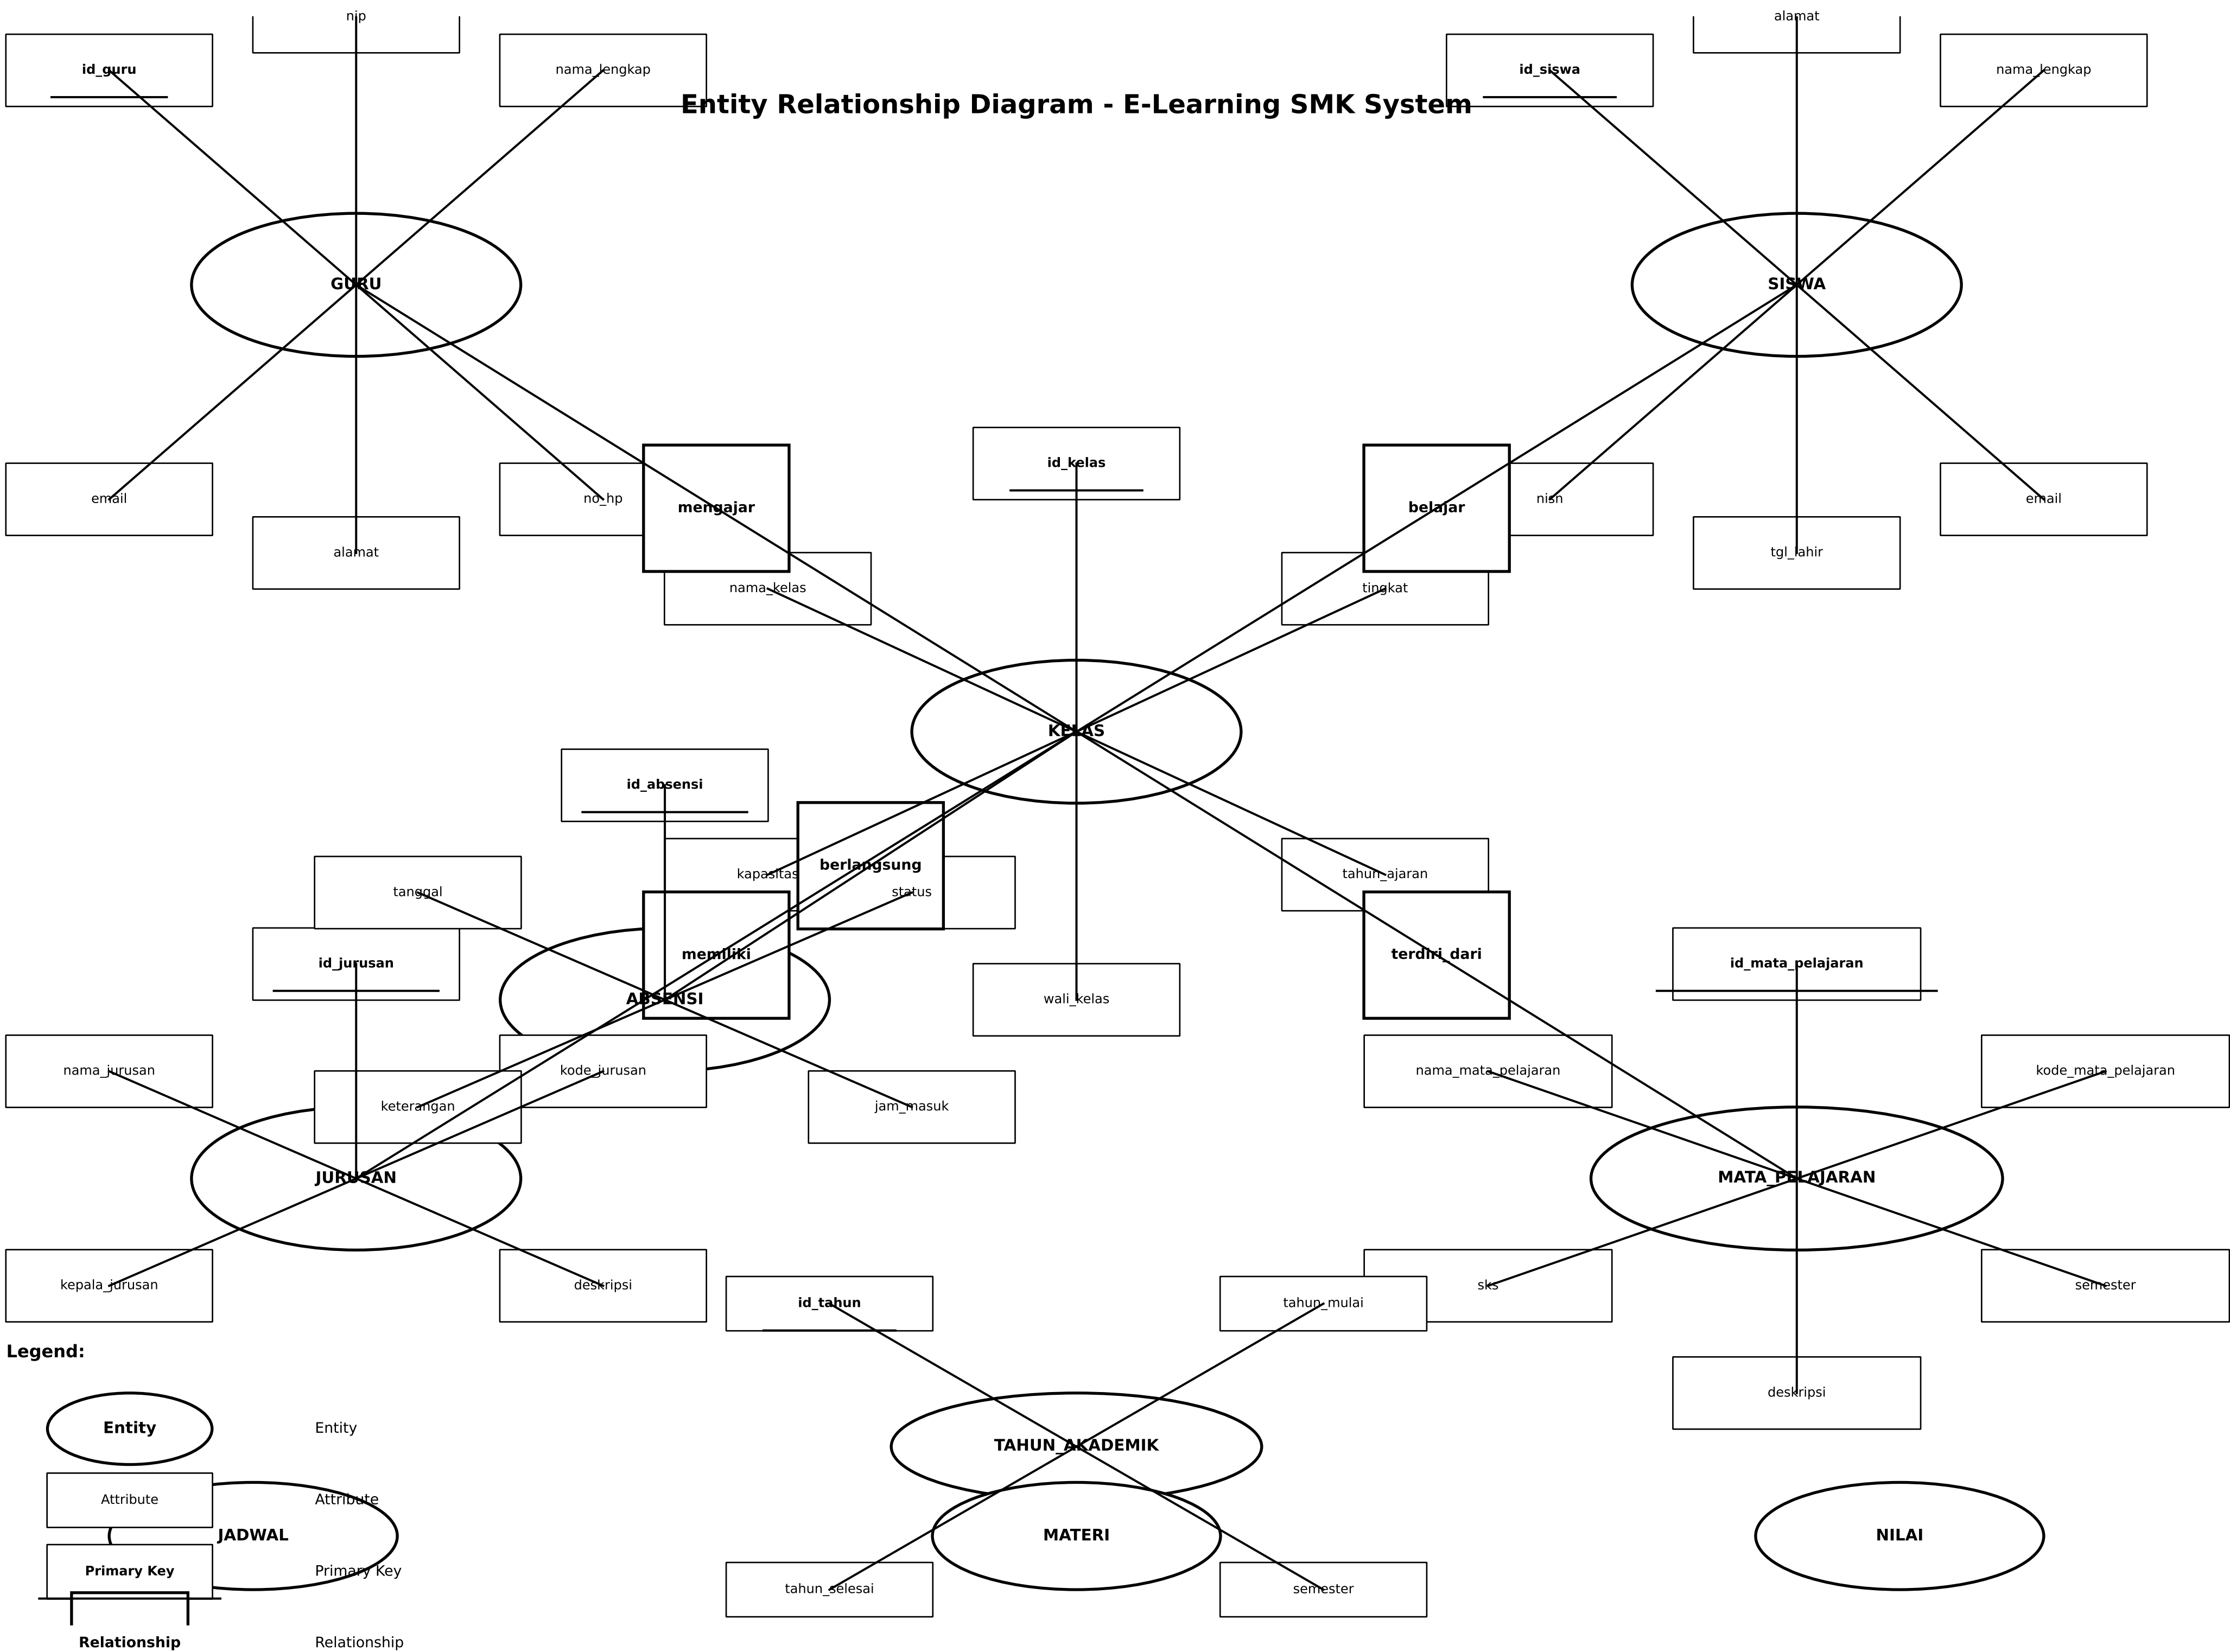 nip
alamat
id_guru
nama_lengkap
id_siswa
nama_lengkap
Entity Relationship Diagram - E-Learning SMK System
GURU
SISWA
id_kelas
email
no_hp
mengajar
belajar
nisn
email
alamat
tgl_lahir
nama_kelas
tingkat
KELAS
id_absensi
berlangsung
kapasitas
tahun_ajaran
tanggal
status
memiliki
terdiri_dari
id_jurusan
id_mata_pelajaran
ABSENSI
wali_kelas
nama_jurusan
kode_jurusan
nama_mata_pelajaran
kode_mata_pelajaran
keterangan
jam_masuk
JURUSAN
MATA_PELAJARAN
kepala_jurusan
deskripsi
sks
semester
id_tahun
tahun_mulai
Legend:
deskripsi
Entity
Entity
TAHUN_AKADEMIK
Attribute
Attribute
JADWAL
MATERI
NILAI
Primary Key
Primary Key
tahun_selesai
semester
Relationship
Relationship